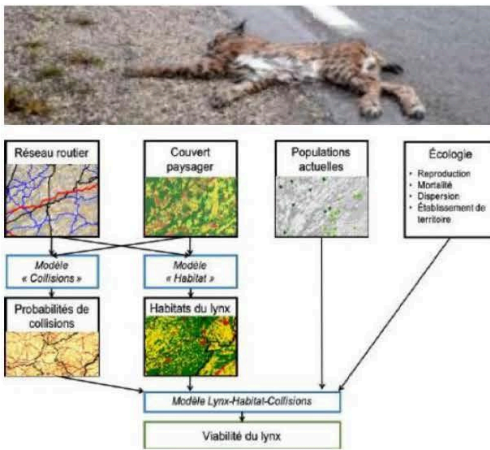 Réseau routier
Couvert
paysager
Populations
actuelles
Écologie
• Reproduction
• Mortalité
• Dispersion
• Établissement de
territoire
Modèle
« Collisions »
Modèle
« Habitat »
Probabilités de
collisions
Habitats du lynx
Modèle Lynx-Habitat-Collisions
Viabilité du lynx